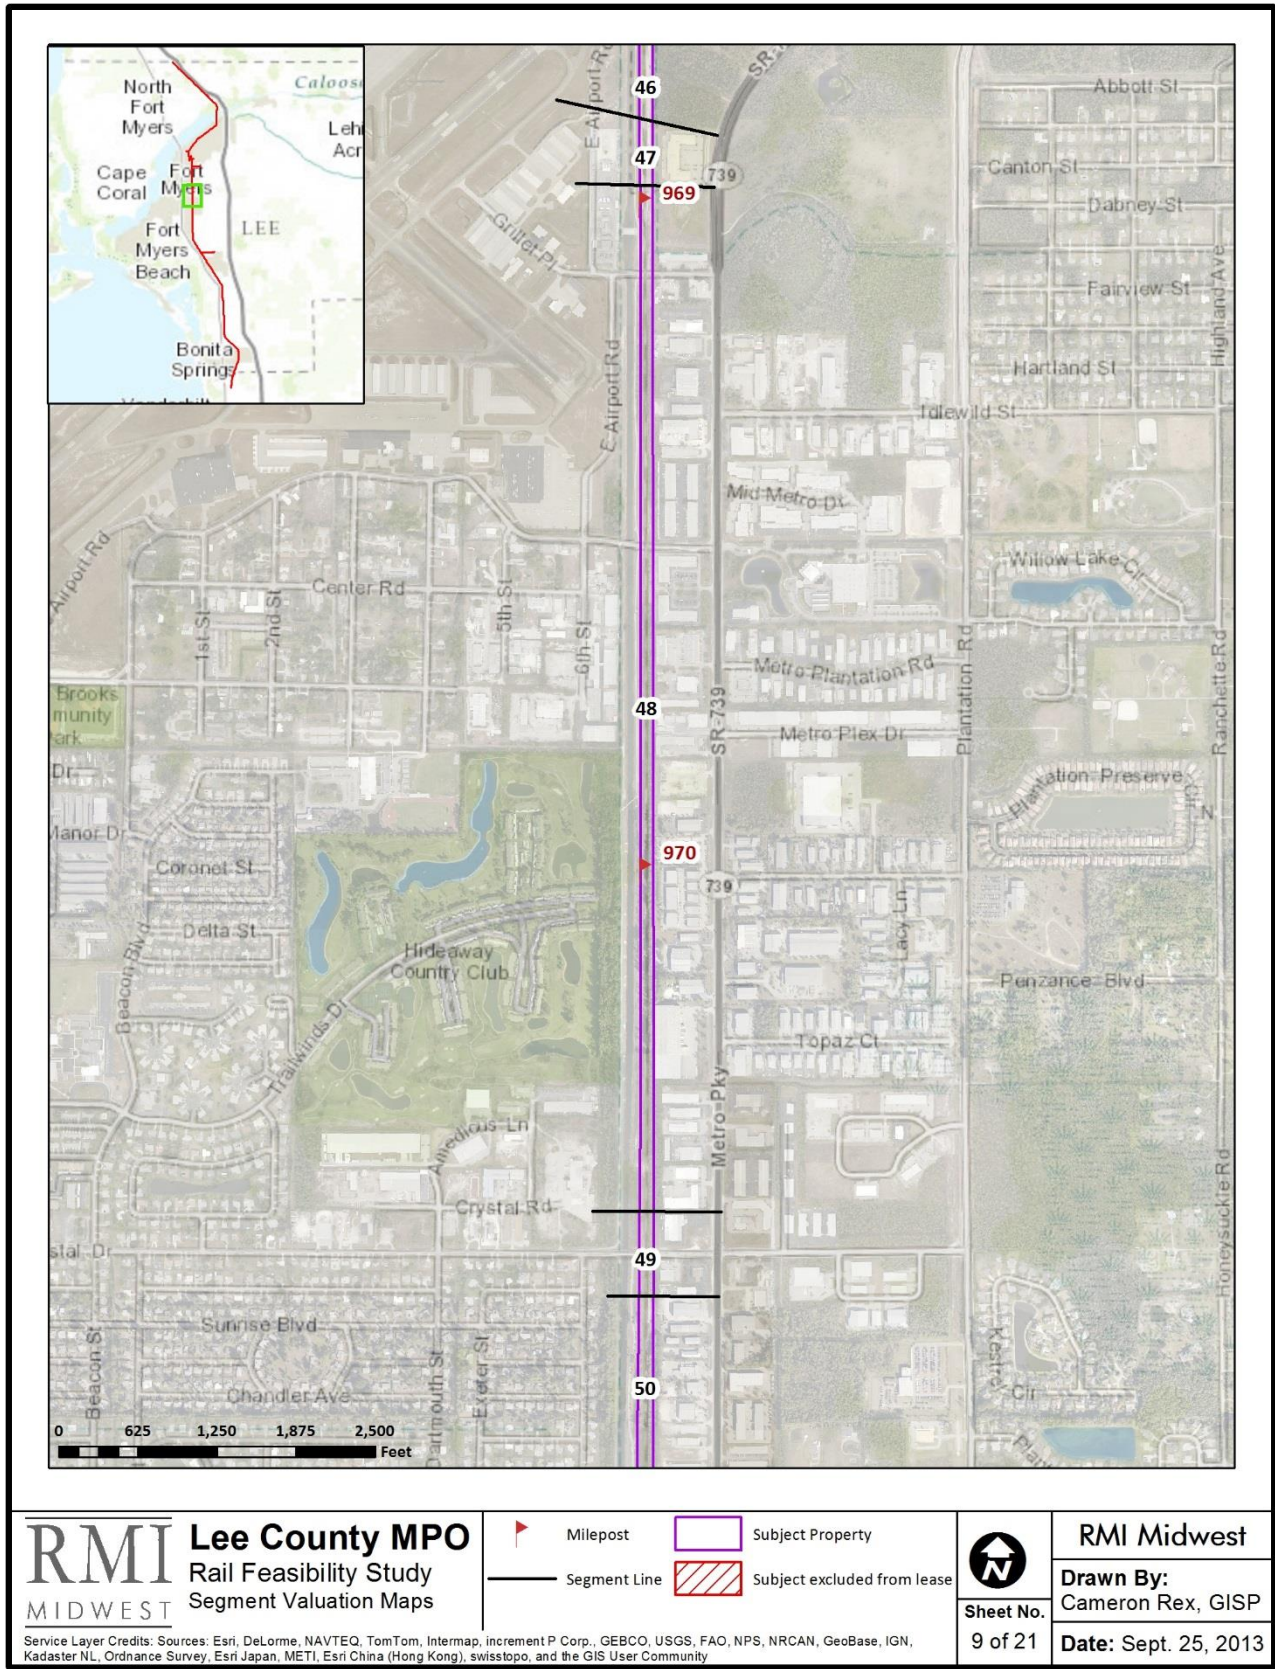 North
Fort
Myers
Cape
Coral
Fort
Myers
LEE
Fort
Myers
Beach
Bonita
Springs
E Airport Rd
46
Abbott St
47
739
Canton St
969
Dabney St
Grillet Pl
Highland Ave
Fairview St
E Airport Rd
Hartland St
Idlewild St
Mid Metro Dr
Airport Rd
Willow Lake Cir
Center Rd
1st St
2nd St
5th St
6th St
Metro Plantation Rd
Plantation Rd
Ranchette Rd
Brooks
48
SR-739
Metro Plex Dr
Dr
Plantation Preserve
Cir N
Manor Dr
970
Coronet St
739
Lacy Ln
Delta St
Beacon Blvd
Hideaway
Country Club
Penzance Blvd
Trailwinds Dr
Topaz Ct
Metro Pky
Amedicus Ln
Crystal Rd
Honeysuckle Rd
49
Sunrise Blvd
Beacon St
Chandler Ave
Exeter St
50
Cir
0 625 1,250 1,875 2,500
Feet
RMI
MIDWEST
Lee County MPO
Rail Feasibility Study
Segment Valuation Maps
Milepost
Subject Property
Segment Line
Subject excluded from lease
N
Sheet No.
9 of 21
RMI Midwest
Drawn By:
Cameron Rex, GISP
Date: Sept. 25, 2013
Service Layer Credits: Sources: Esri, DeLorme, NAVTEQ, TomTom, Intermap, increment P Corp., GEBCO, USGS, FAO, NPS, NRCAN, GeoBase, IGN,
Kadaster NL, Ordnance Survey, Esri Japan, METI, Esri China (Hong Kong), swisstopo, and the GIS User Community